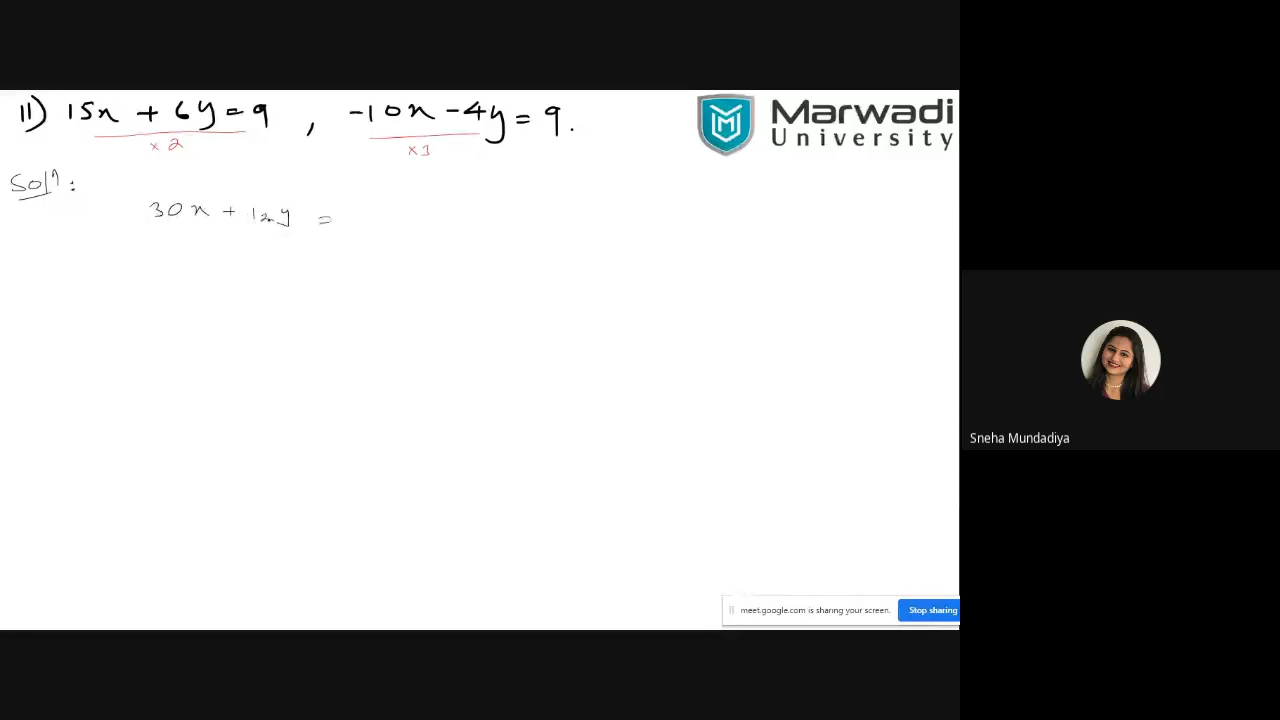 11) 15x + 6y = 9 , -10x - 4y = 9.
×2 ×3
Solⁿ :
30x + 12y =
Marwadi
University
Sneha Mundadiya
meet.google.com is sharing your screen.
Stop sharing